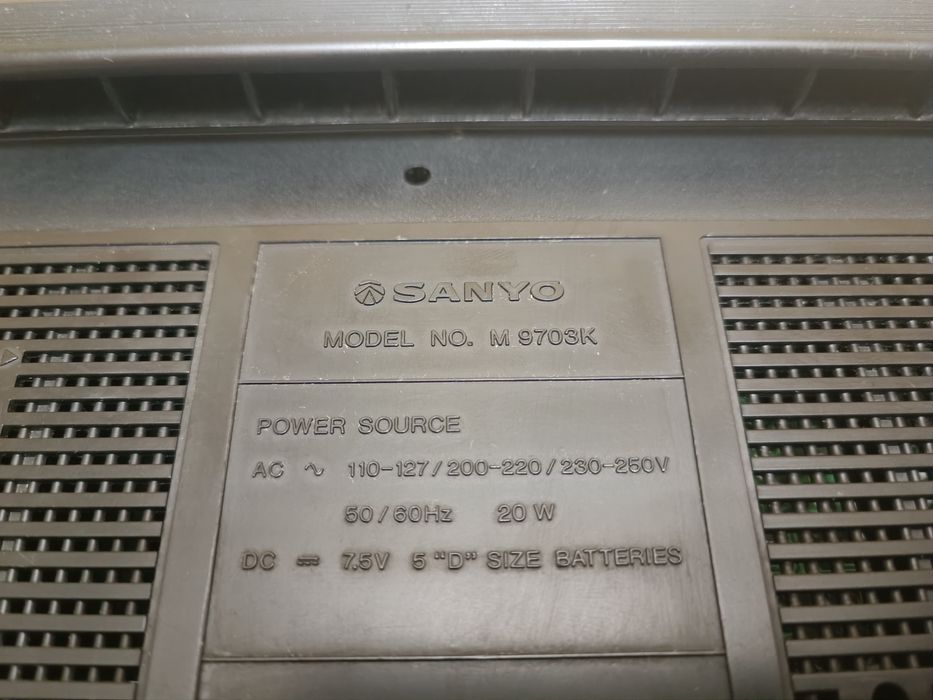 SANYO
MODEL NO. M 9703K
POWER SOURCE
AC ∿ 110-127/200-220/230-250V
50/60Hz 20 W
DC ⎓ 7.5V 5 "D" SIZE BATTERIES